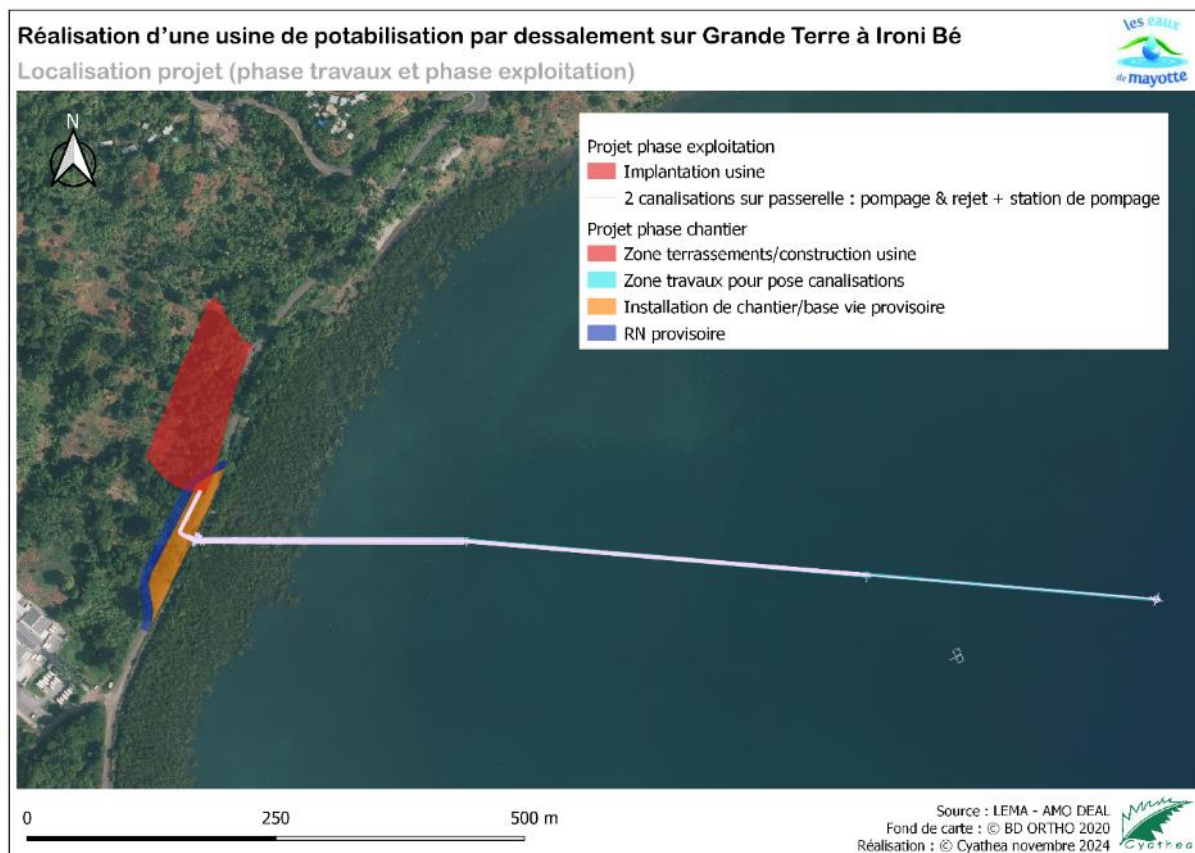 Réalisation d'une usine de potabilisation par dessalement sur Grande Terre à Ironi Bé
Localisation projet (phase travaux et phase exploitation)
les eaux
de mayotte
N
Projet phase exploitation
Implantation usine
2 canalisations sur passerelle : pompage & rejet + station de pompage
Projet phase chantier
Zone terrassements/construction usine
Zone travaux pour pose canalisations
Installation de chantier/base vie provisoire
RN provisoire
0 250 500 m
Source : LEMA - AMO DEAL
Fond de carte : © BD ORTHO 2020
Réalisation : © Cyathea novembre 2024
Cyathea